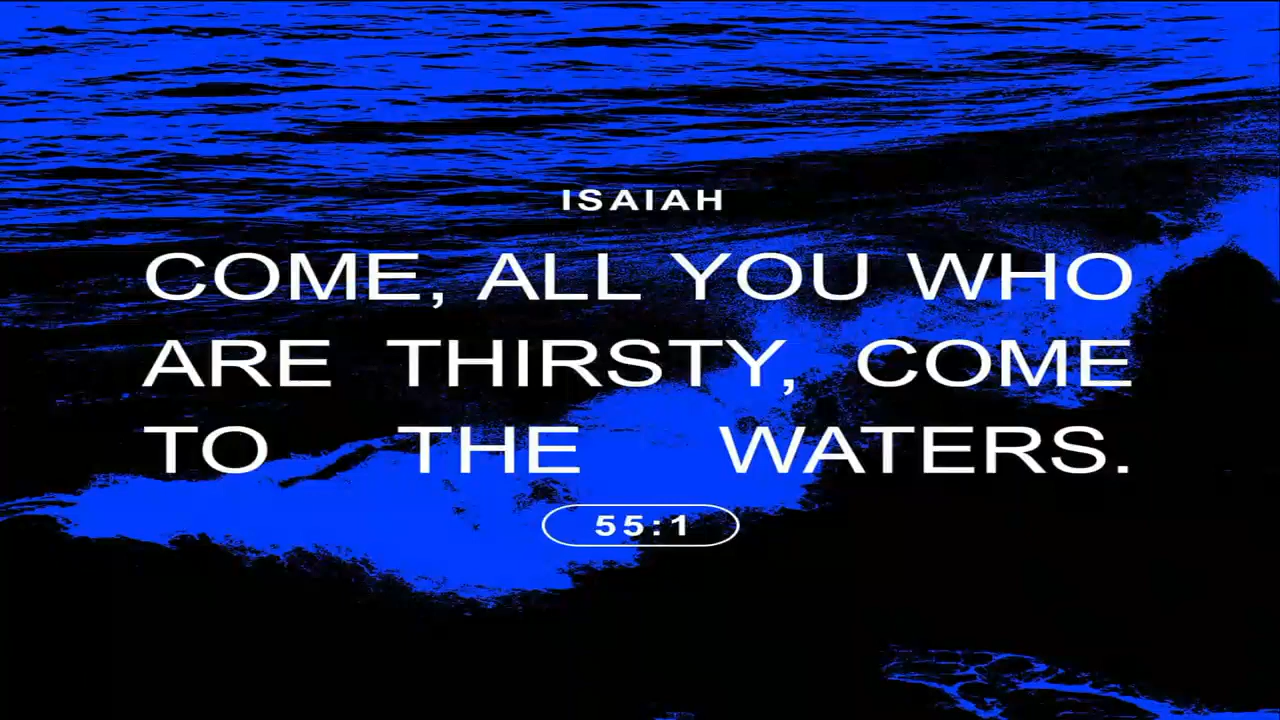 ISAIAH
COME, ALL YOU WHO
ARE THIRSTY, COME
TO THE WATERS.
55:1